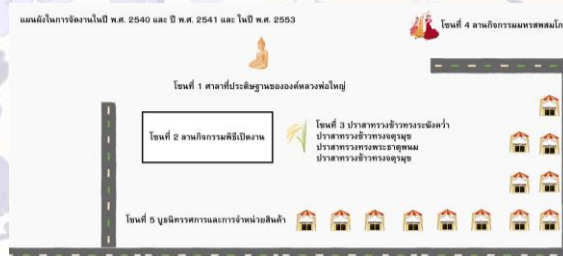 แผนผังในการจัดงานในปี พ.ศ. 2540 และ ปี พ.ศ. 2541 และ ในปี พ.ศ. 2553
โซนที่ 4 ลานกิจกรรมมหรสพสมโภ
โซนที่ 1 ศาลาที่ประดิษฐานขององค์หลวงพ่อใหญ่
โซนที่ 2 ลานกิจกรรมพิธีเปิดงาน
โซนที่ 3 ปราสาทรวงข้าวทรงระฆังคว่ำ
ปราสาทรวงข้าวทรงจตุรมุข
ปราสาทรวงทรงพระธาตุพนม
ปราสาทรวงข้าวทรงจตุรมุข
โซนที่ 5 บูธนิทรรศการและการจำหน่ายสินค้า